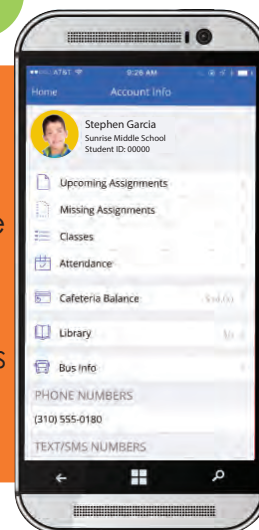 AT&T 9:26 AM
Home Account Info
Stephen Garcia
Sunrise Middle School
Student ID: 00000
Upcoming Assignments
Missing Assignments
Classes
Attendance
Cafeteria Balance
Library
Bus Info
PHONE NUMBERS
(310) 555-0180
TEXT/SMS NUMBERS